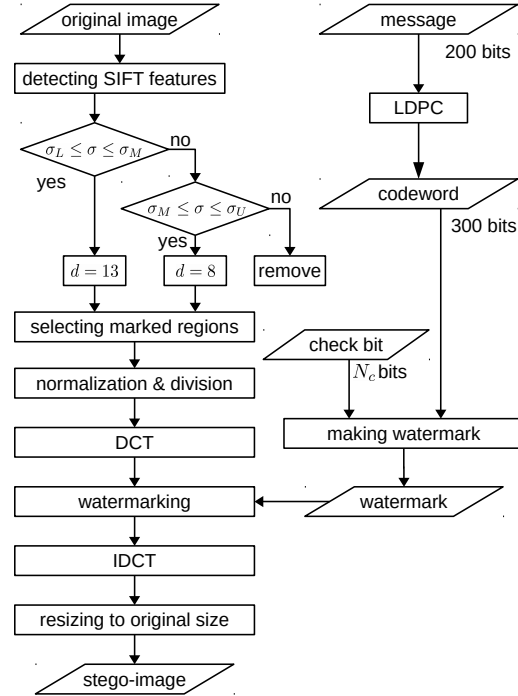 original image
message
200 bits
detecting SIFT features
LDPC
σ_L ≤ σ ≤ σ_M
no
yes
codeword
no
σ_M ≤ σ ≤ σ_U
300 bits
yes
d = 13
d = 8
remove
selecting marked regions
check bit
N_c bits
normalization & division
DCT
making watermark
watermarking
watermark
IDCT
resizing to original size
stego-image